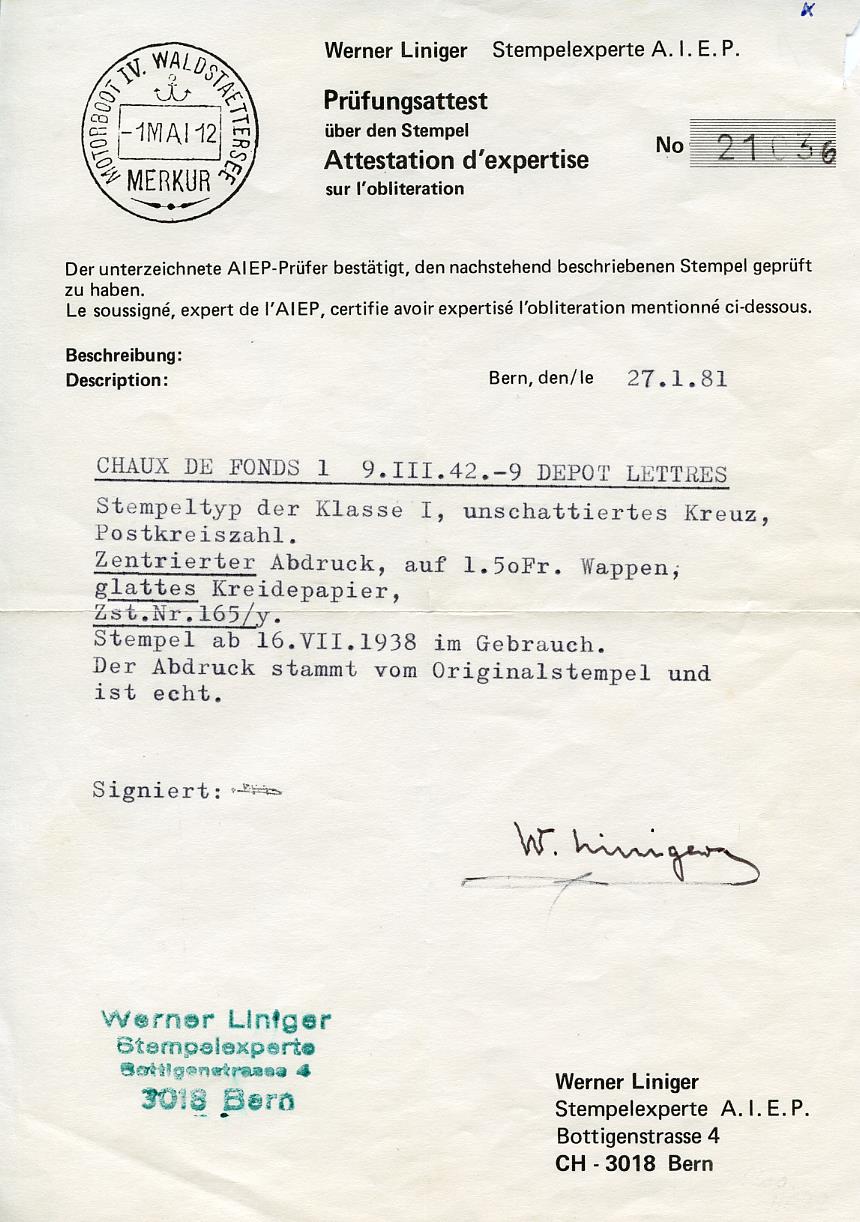 MOTORBOOT IV. WALDSTAETTERSEE
-1 MAI 12
MERKUR
Werner Liniger Stempelexperte A. I. E. P.
Prüfungsattest
über den Stempel
Attestation d'expertise
sur l'obliteration
No 21036
Der unterzeichnete AIEP-Prüfer bestätigt, den nachstehend beschriebenen Stempel geprüft
zu haben.
Le soussigné, expert de l'AIEP, certifie avoir expertisé l'obliteration mentionné ci-dessous.
Beschreibung:
Description:
Bern, den/le 27.1.81
CHAUX DE FONDS 1 9.III.42.-9 DEPOT LETTRES
Stempeltyp der Klasse I, unschattiertes Kreuz,
Postkreiszahl.
Zentrierter Abdruck, auf 1.5oFr. Wappen,
glattes Kreidepapier,
Zst.Nr.165/y.
Stempel ab 16.VII.1938 im Gebrauch.
Der Abdruck stammt vom Originalstempel und
ist echt.
Signiert:
W. Liniger
Werner Liniger
Stempelexperte
Bottigenstrasse 4
3018 Bern
Werner Liniger
Stempelexperte A. I. E. P.
Bottigenstrasse 4
CH - 3018 Bern